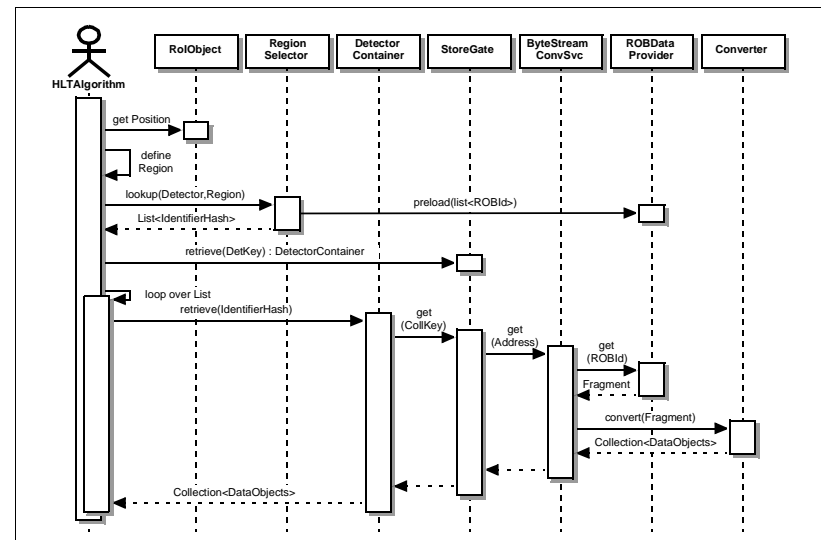 RoIObject
Region
Selector
Detector
Container
StoreGate
ByteStream
ConvSvc
ROBData
Provider
Converter
HLTAlgorithm
get Position
define
Region
lookup(Detector,Region)
preload(list<ROBId>)
List<IdentifierHash>
retrieve(DetKey) : DetectorContainer
loop over List
retrieve(IdentifierHash)
get
(CollKey)
get
(Address)
get
(ROBId)
Fragment
convert(Fragment)
Collection<DataObjects>
Collection<DataObjects>